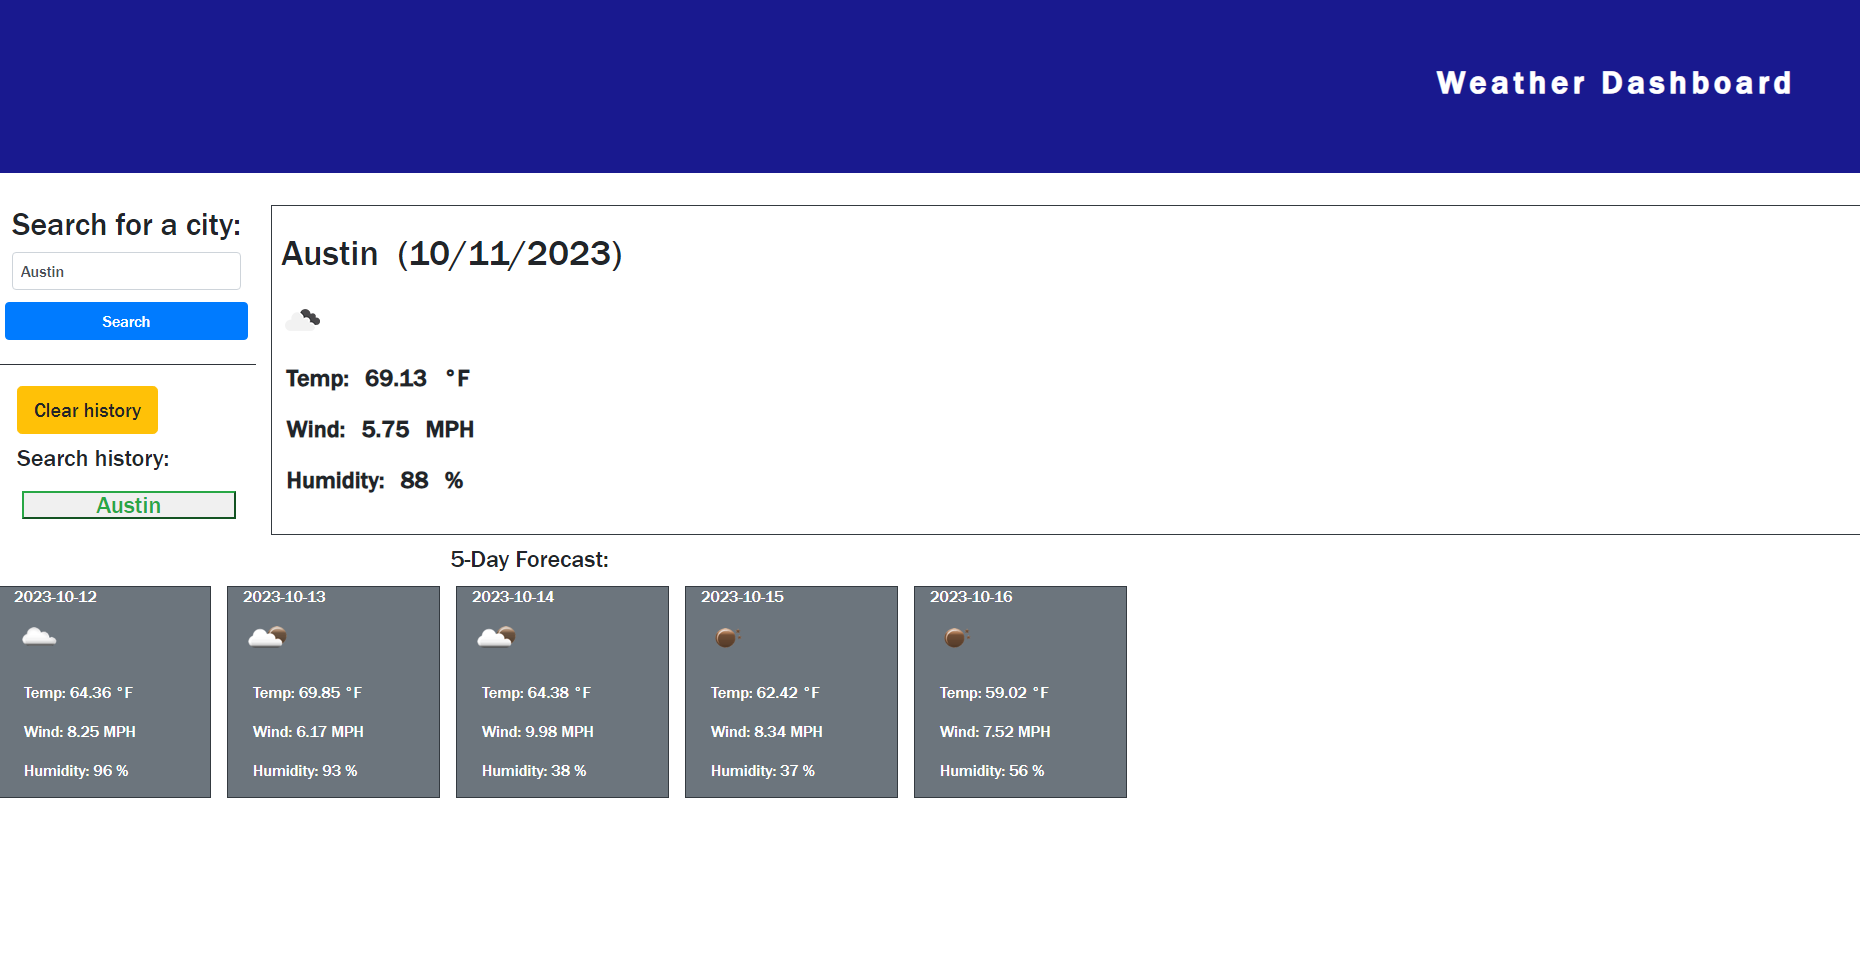 Weather Dashboard
Search for a city:
Austin
Search
Clear history
Search history:
Austin
Austin (10/11/2023)
Temp: 69.13 °F
Wind: 5.75 MPH
Humidity: 88 %
5-Day Forecast:
2023-10-12
Temp: 64.36 °F
Wind: 8.25 MPH
Humidity: 96 %
2023-10-13
Temp: 69.85 °F
Wind: 6.17 MPH
Humidity: 93 %
2023-10-14
Temp: 64.38 °F
Wind: 9.98 MPH
Humidity: 38 %
2023-10-15
Temp: 62.42 °F
Wind: 8.34 MPH
Humidity: 37 %
2023-10-16
Temp: 59.02 °F
Wind: 7.52 MPH
Humidity: 56 %